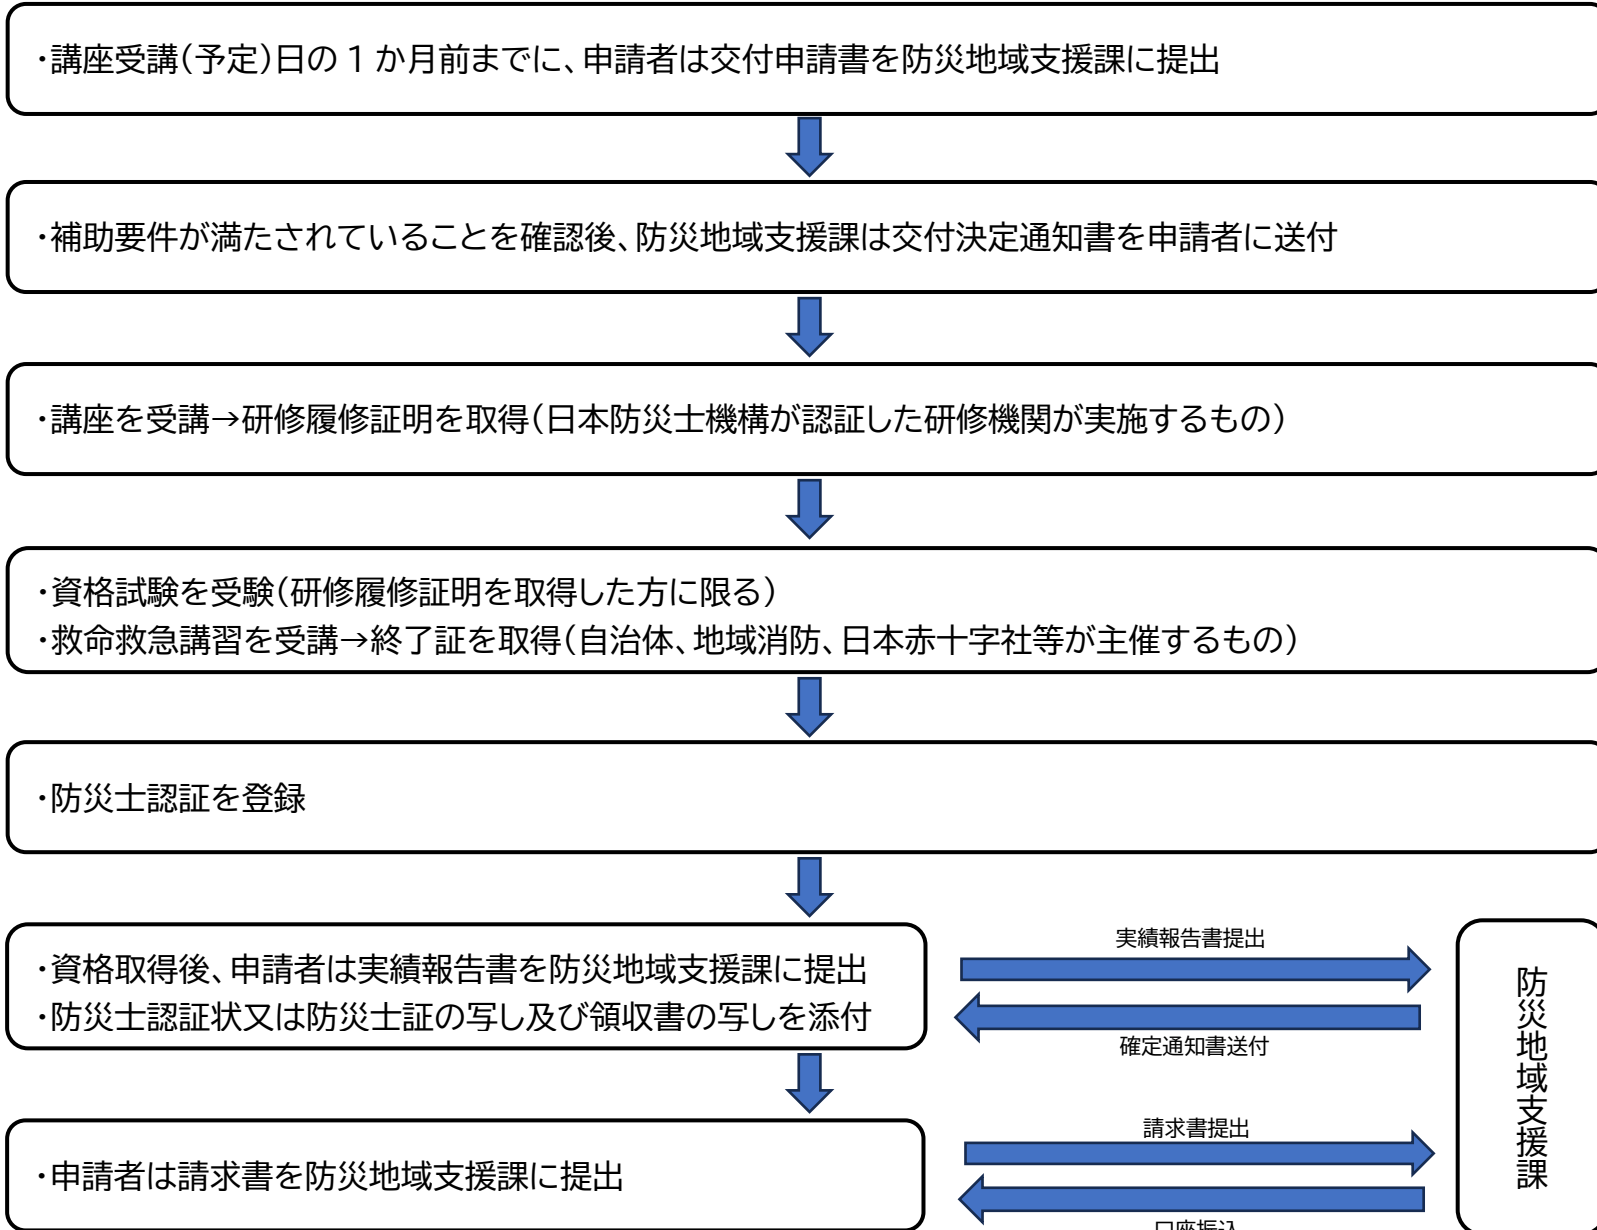 ・講座受講(予定)日の1か月前までに、申請者は交付申請書を防災地域支援課に提出
・補助要件が満たされていることを確認後、防災地域支援課は交付決定通知書を申請者に送付
・講座を受講→研修履修証明を取得(日本防災士機構が認証した研修機関が実施するもの)
・資格試験を受験(研修履修証明を取得した方に限る)
・救命救急講習を受講→終了証を取得(自治体、地域消防、日本赤十字社等が主催するもの)
・防災士認証を登録
・資格取得後、申請者は実績報告書を防災地域支援課に提出
・防災士認証状又は防災士証の写し及び領収書の写しを添付
実績報告書提出
確定通知書送付
・申請者は請求書を防災地域支援課に提出
請求書提出
口座振込
防災地域支援課